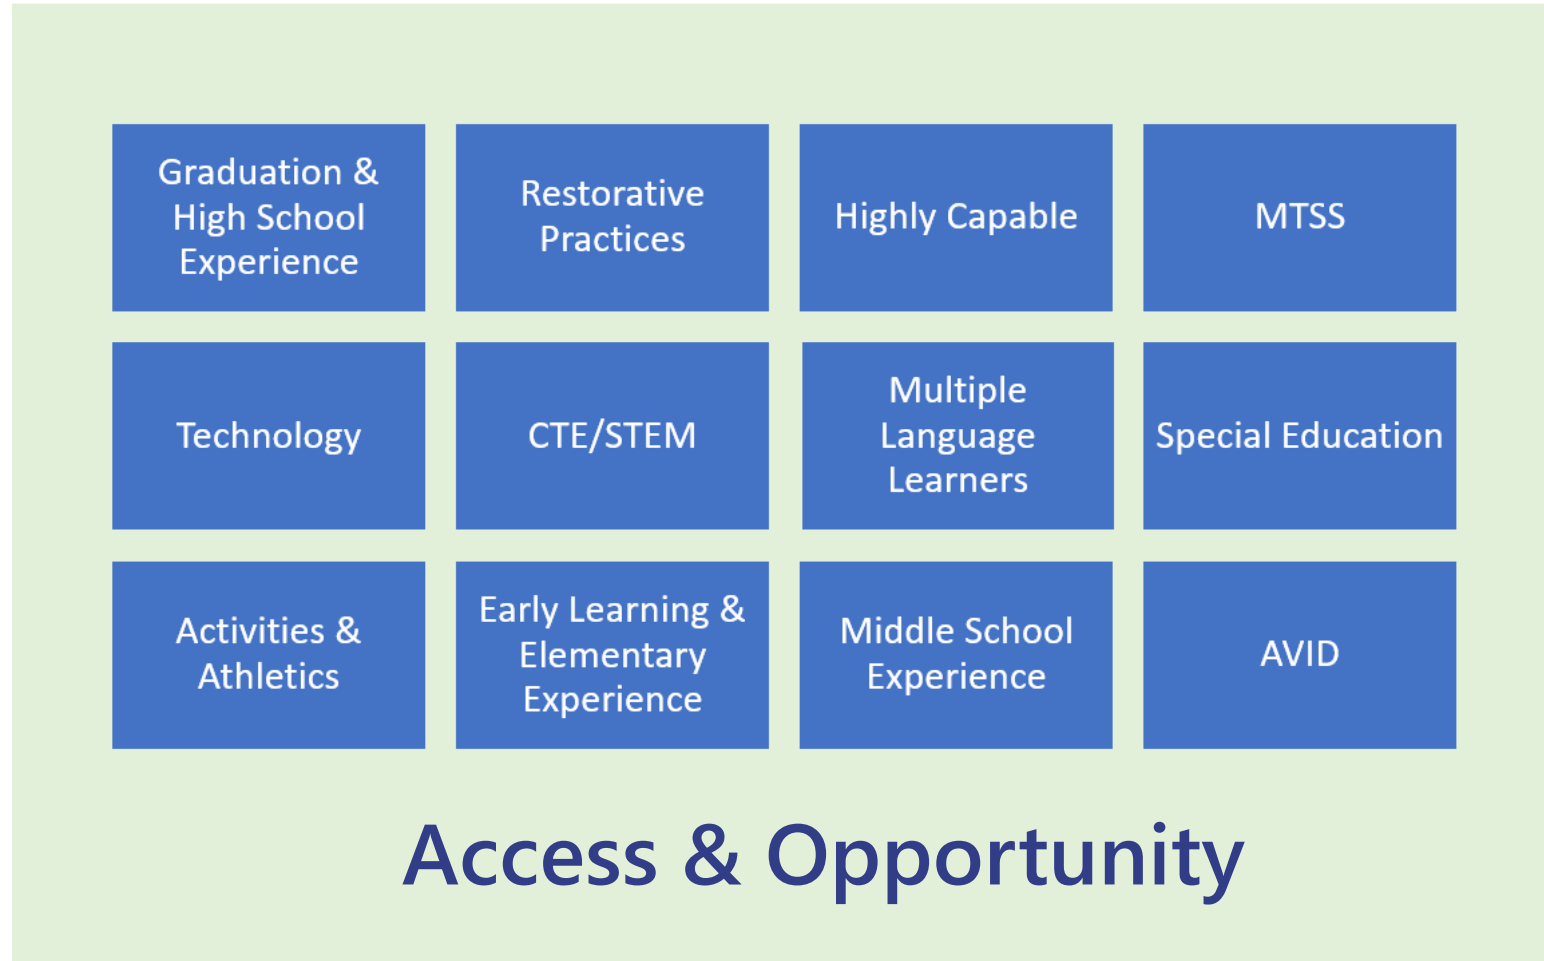 Graduation &
High School
Experience
Restorative
Practices
Highly Capable
MTSS
Technology
CTE/STEM
Multiple
Language
Learners
Special Education
Activities &
Athletics
Early Learning &
Elementary
Experience
Middle School
Experience
AVID
Access & Opportunity